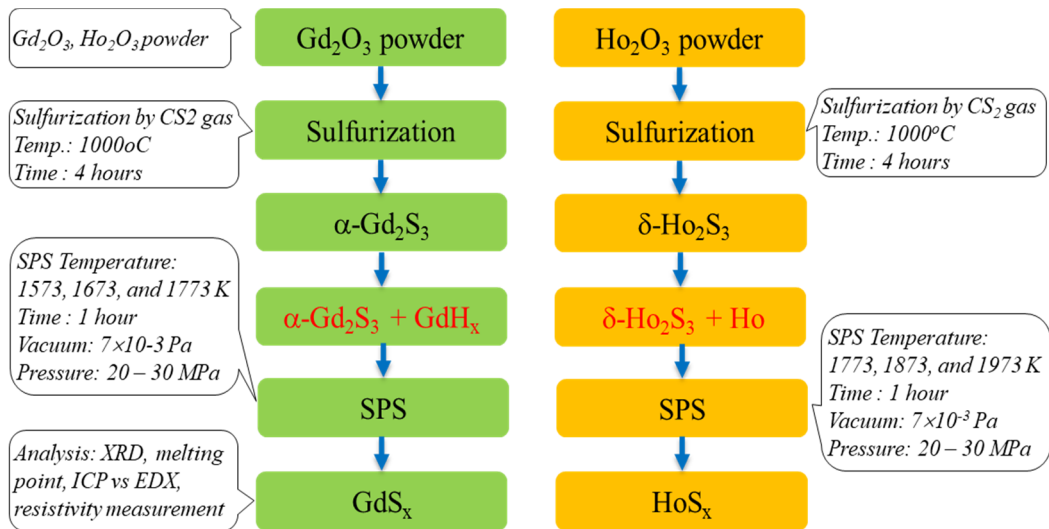 Gd₂O₃, Ho₂O₃ powder
Gd₂O₃ powder
Ho₂O₃ powder
Sulfurization by CS2 gas
Temp.: 1000oC
Time : 4 hours
Sulfurization
Sulfurization
Sulfurization by CS₂ gas
Temp.: 1000ᵒC
Time : 4 hours
α-Gd₂S₃
δ-Ho₂S₃
SPS Temperature:
1573, 1673, and 1773 K
Time : 1 hour
Vacuum: 7×10-3 Pa
Pressure: 20 – 30 MPa
α-Gd₂S₃ + GdHₓ
δ-Ho₂S₃ + Ho
SPS Temperature:
1773, 1873, and 1973 K
Time : 1 hour
Vacuum: 7×10⁻³ Pa
Pressure: 20 – 30 MPa
SPS
SPS
Analysis: XRD, melting
point, ICP vs EDX,
resistivity measurement
GdSₓ
HoSₓ